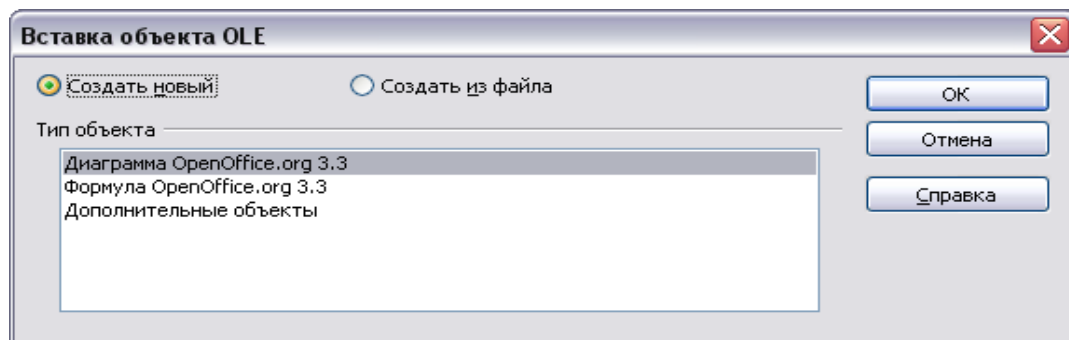 Вставка объекта OLE
Создать новый
Создать из файла
OK
Тип объекта
Отмена
Диаграмма OpenOffice.org 3.3
Формула OpenOffice.org 3.3
Справка
Дополнительные объекты